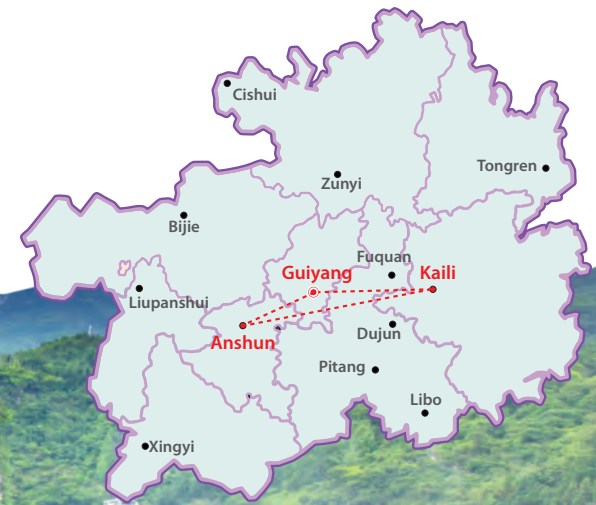 Cishui
Tongren
Zunyi
Bijie
Fuquan
Guiyang
Kaili
Liupanshui
Dujun
Anshun
Pitang
Libo
Xingyi